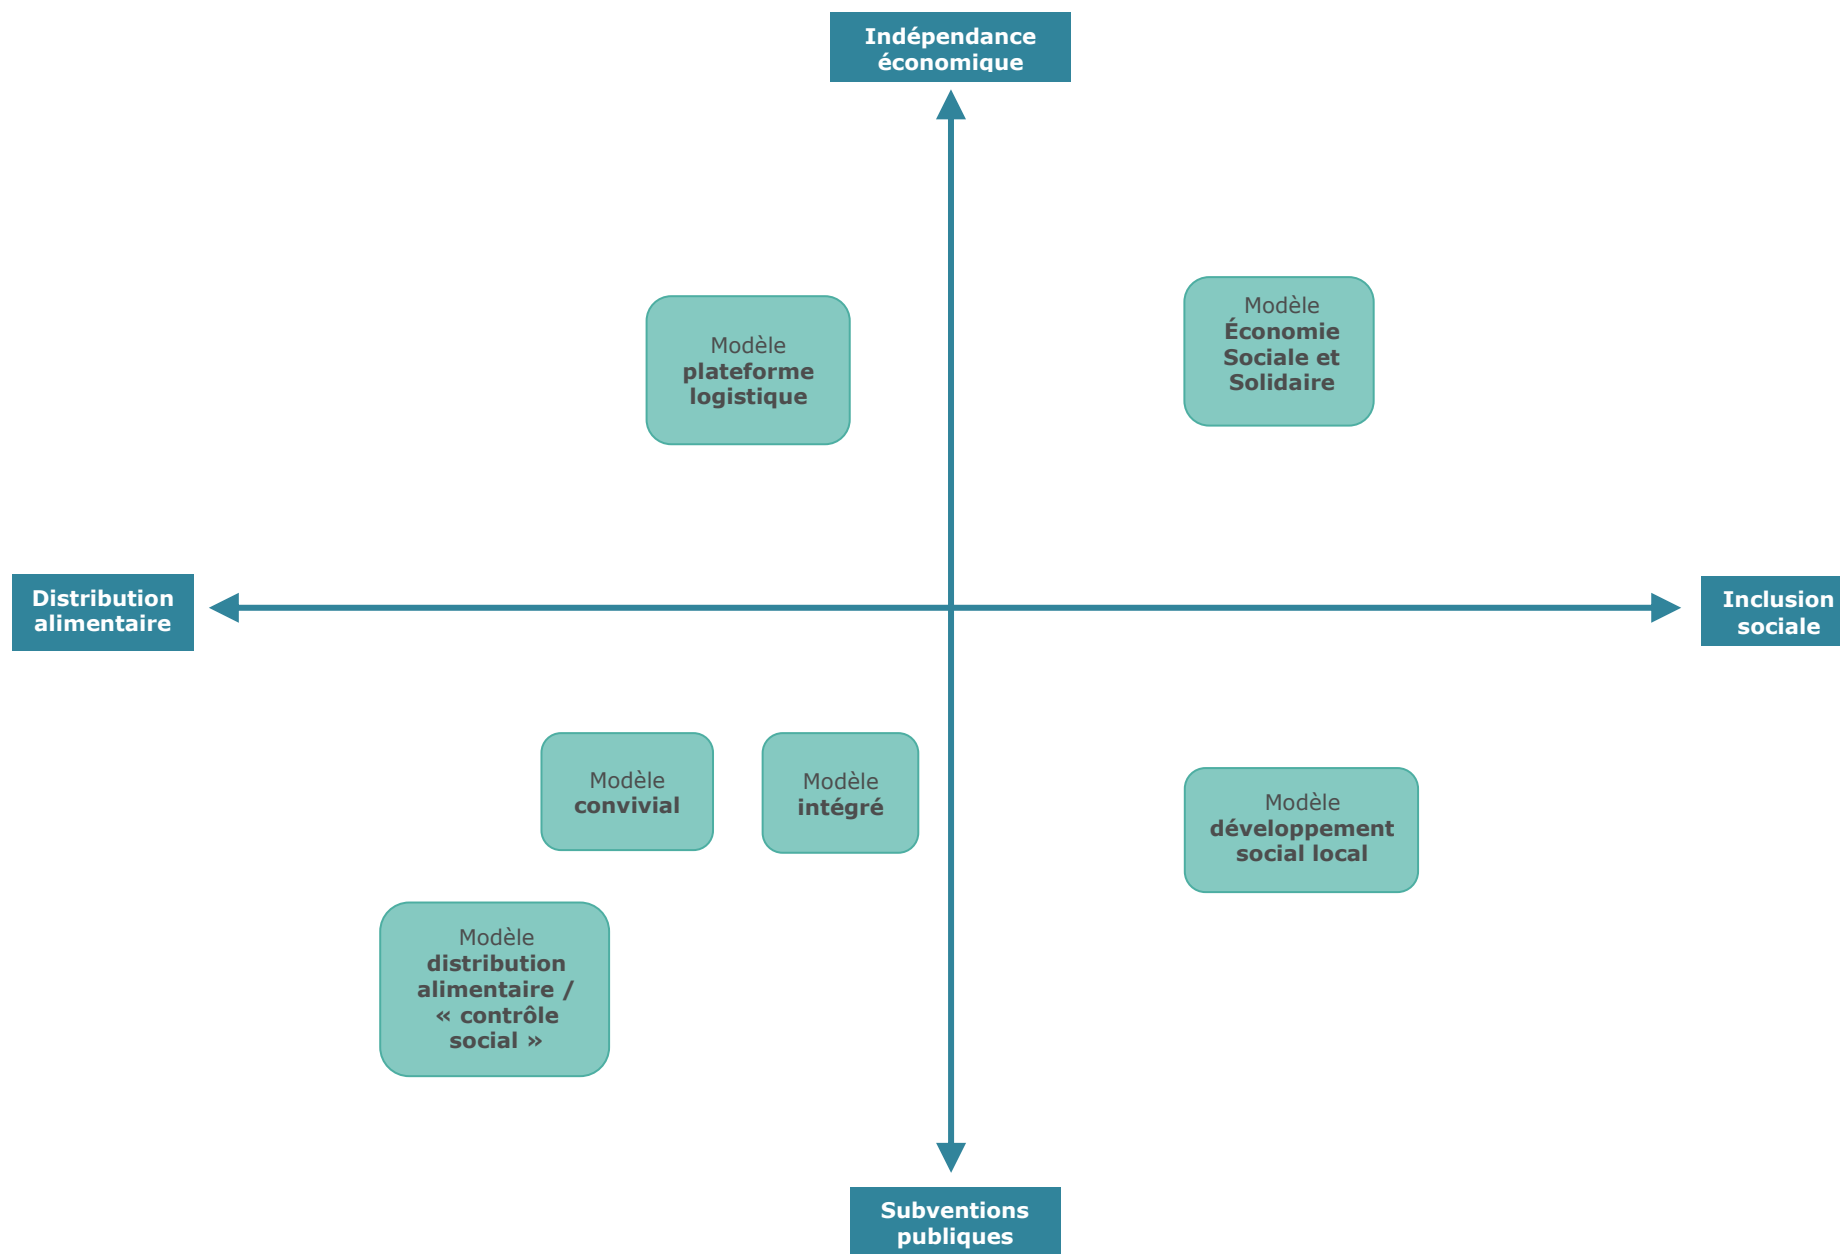 Indépendance
économique
Modèle
Économie
Sociale et
Solidaire
Modèle
plateforme
logistique
Distribution
alimentaire
Inclusion
sociale
Modèle
convivial
Modèle
intégré
Modèle
développement
social local
Modèle
distribution
alimentaire /
« contrôle
social »
Subventions
publiques